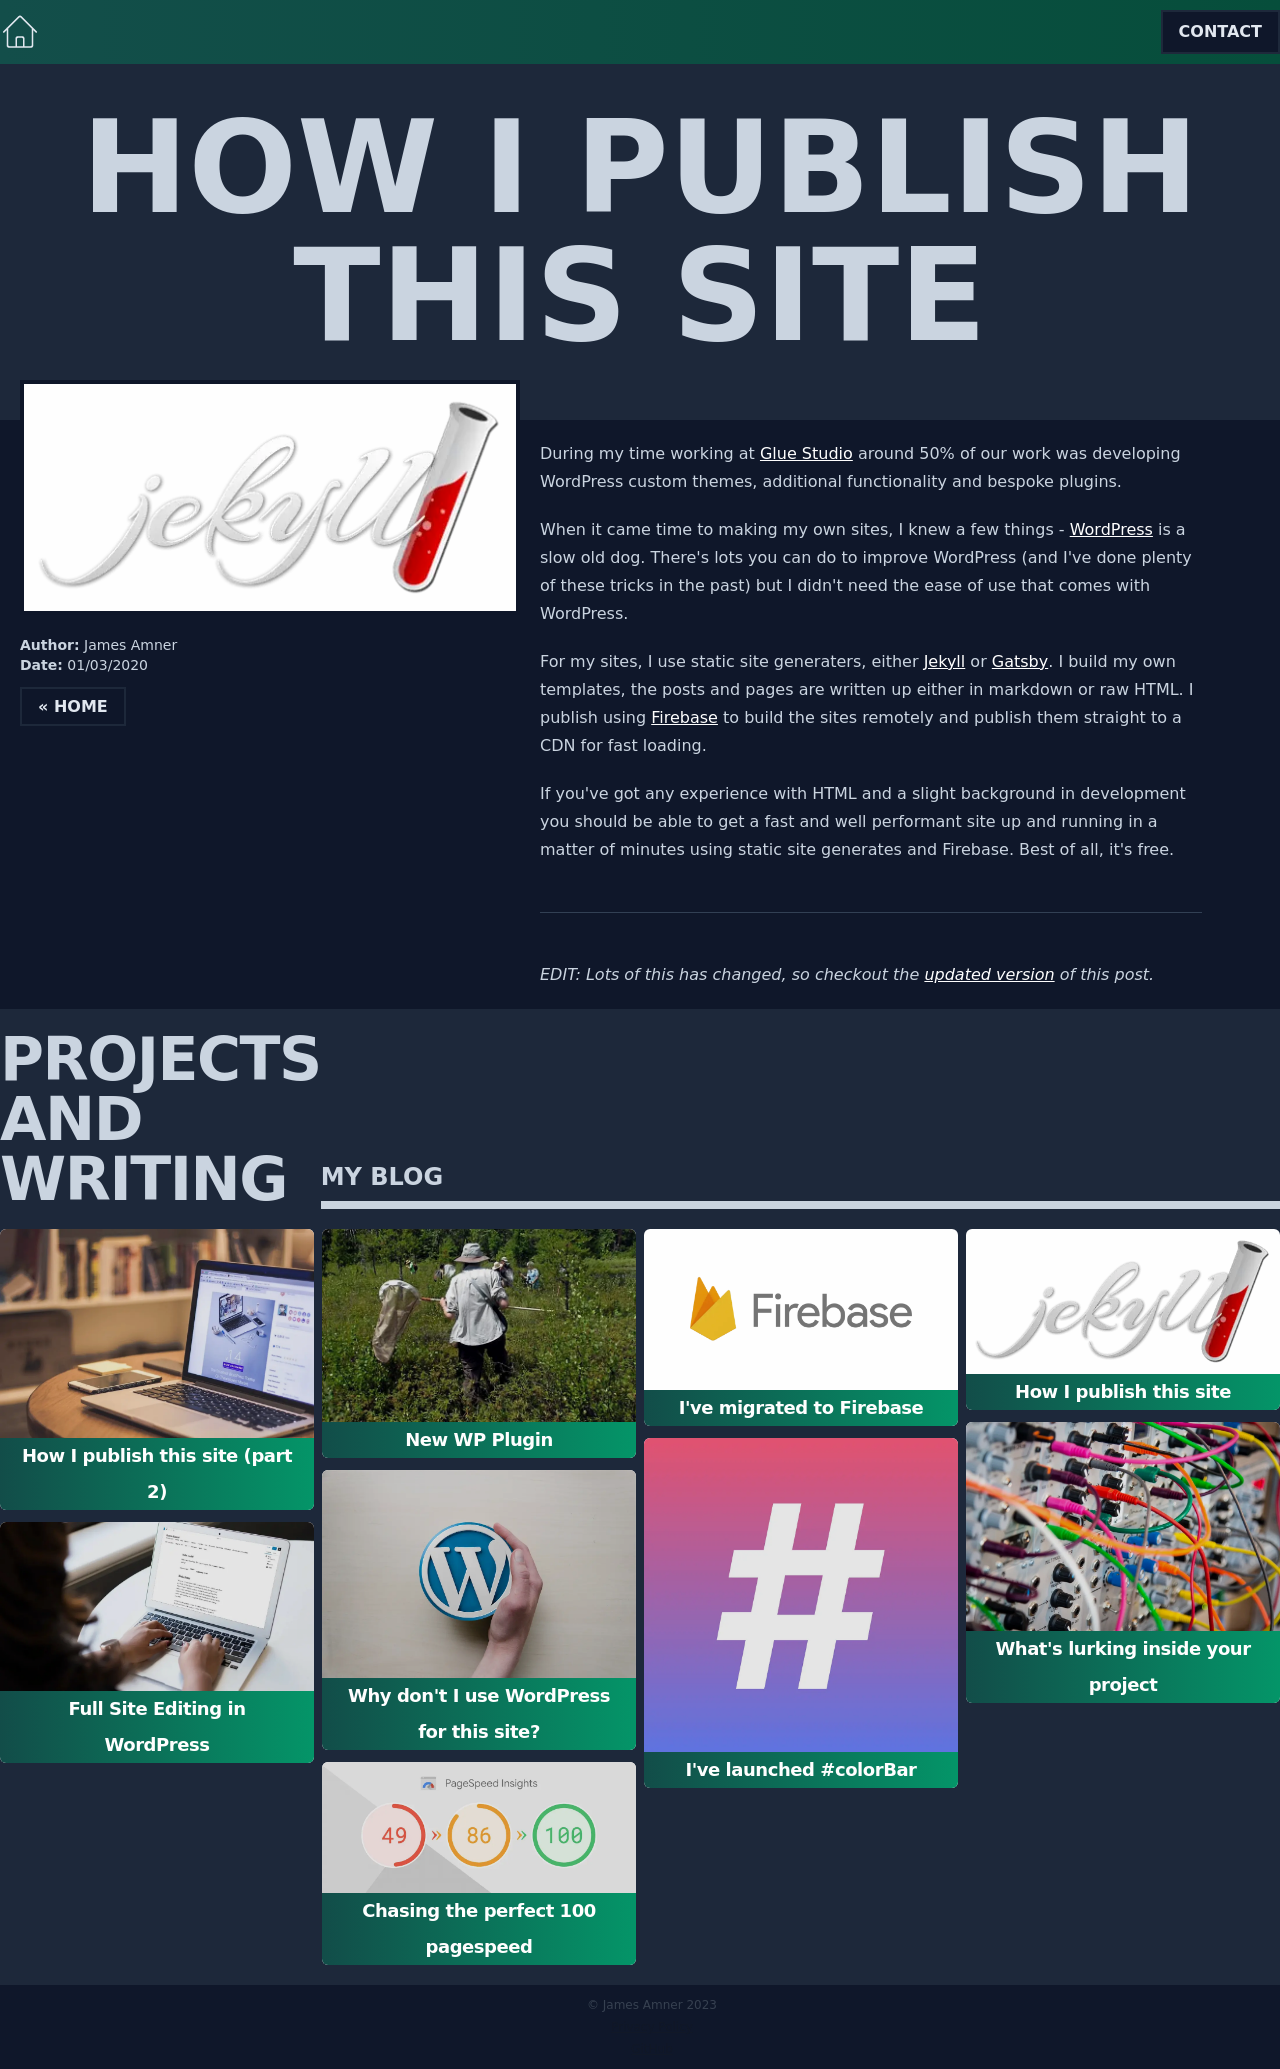 CONTACT
HOW I PUBLISH
THIS SITE
jekyll
During my time working at Glue Studio around 50% of our work was developing
WordPress custom themes, additional functionality and bespoke plugins.
When it came time to making my own sites, I knew a few things - WordPress is a
slow old dog. There's lots you can do to improve WordPress (and I've done plenty
of these tricks in the past) but I didn't need the ease of use that comes with
WordPress.
Author: James Amner
Date: 01/03/2020
« HOME
For my sites, I use static site generaters, either Jekyll or Gatsby. I build my own
templates, the posts and pages are written up either in markdown or raw HTML. I
publish using Firebase to build the sites remotely and publish them straight to a
CDN for fast loading.
If you've got any experience with HTML and a slight background in development
you should be able to get a fast and well performant site up and running in a
matter of minutes using static site generates and Firebase. Best of all, it's free.
EDIT: Lots of this has changed, so checkout the updated version of this post.
PROJECTS
AND
WRITING
MY BLOG
How I publish this site (part
2)
Full Site Editing in
WordPress
New WP Plugin
W
Why don't I use WordPress
for this site?
PageSpeed Insights
49 » 86 » 100
Chasing the perfect 100
pagespeed
Firebase
I've migrated to Firebase
#
I've launched #colorBar
jekyll
How I publish this site
What's lurking inside your
project
© James Amner 2023